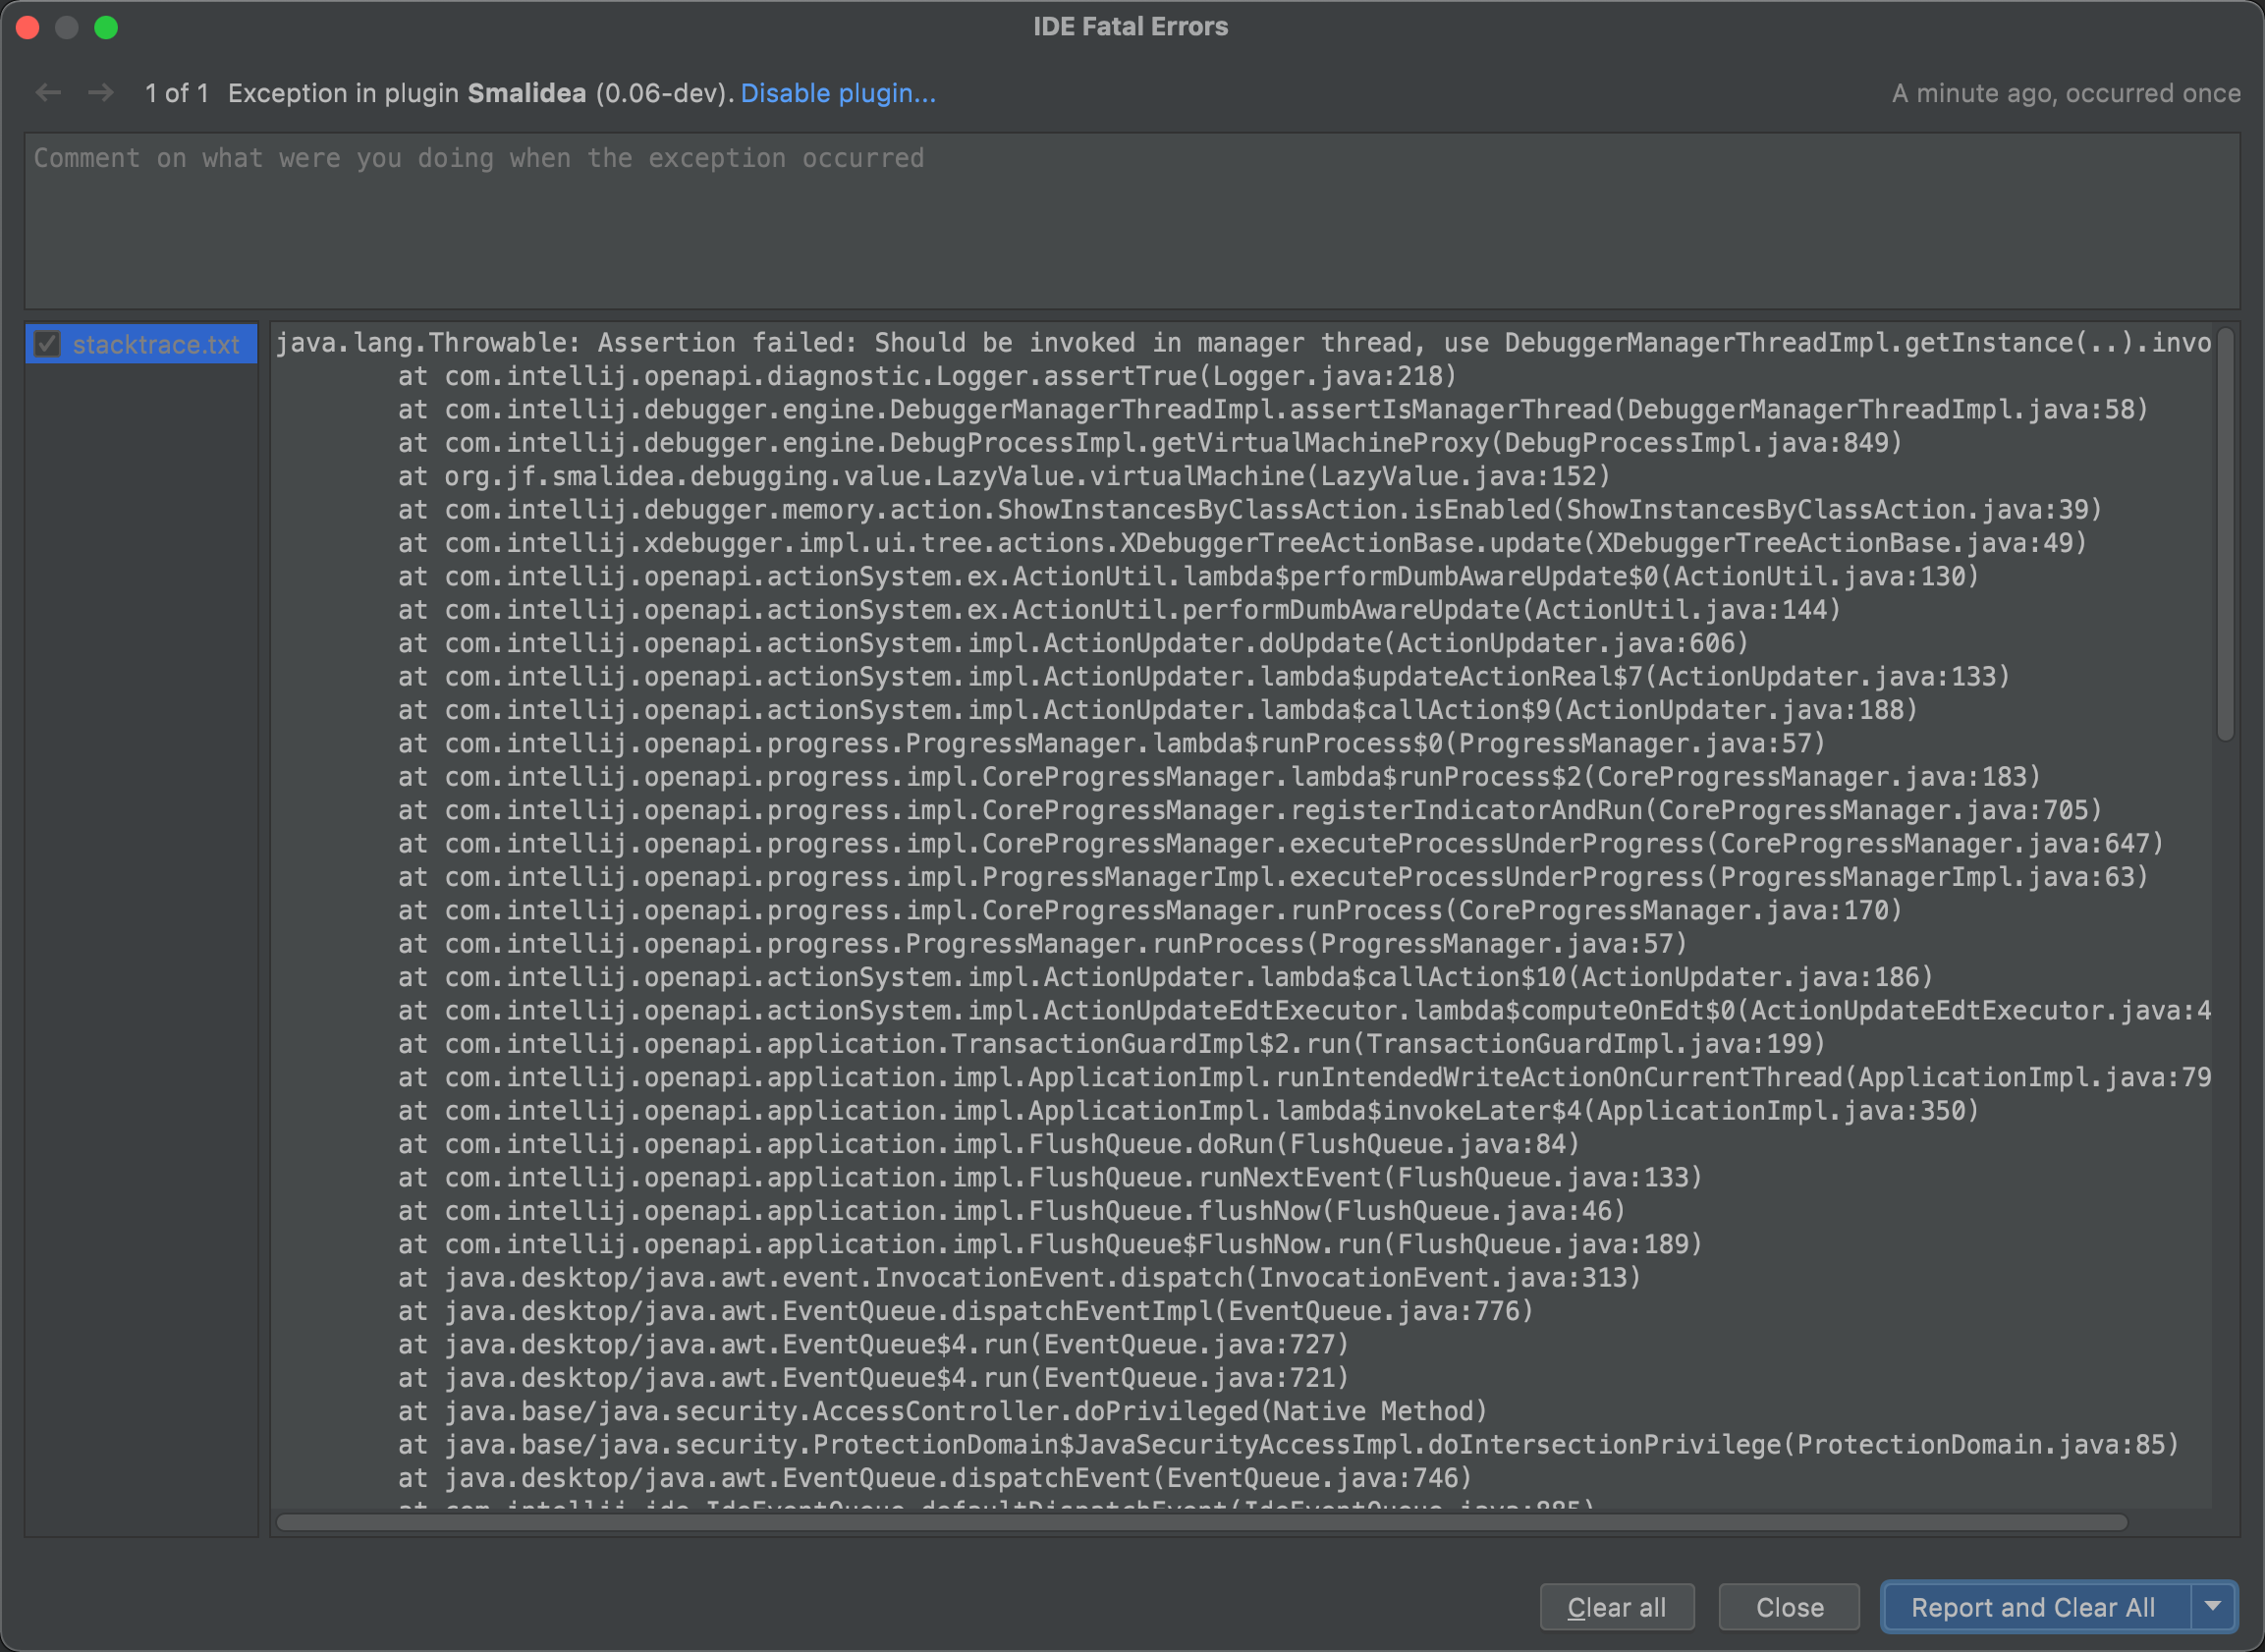 IDE Fatal Errors
1 of 1 Exception in plugin Smalidea (0.06-dev). Disable plugin...
A minute ago, occurred once
Comment on what were you doing when the exception occurred
stacktrace.txt
java.lang.Throwable: Assertion failed: Should be invoked in manager thread, use DebuggerManagerThreadImpl.getInstance(..).invo
at com.intellij.openapi.diagnostic.Logger.assertTrue(Logger.java:218)
at com.intellij.debugger.engine.DebuggerManagerThreadImpl.assertIsManagerThread(DebuggerManagerThreadImpl.java:58)
at com.intellij.debugger.engine.DebugProcessImpl.getVirtualMachineProxy(DebugProcessImpl.java:849)
at org.jf.smalidea.debugging.value.LazyValue.virtualMachine(LazyValue.java:152)
at com.intellij.debugger.memory.action.ShowInstancesByClassAction.isEnabled(ShowInstancesByClassAction.java:39)
at com.intellij.xdebugger.impl.ui.tree.actions.XDebuggerTreeActionBase.update(XDebuggerTreeActionBase.java:49)
at com.intellij.openapi.actionSystem.ex.ActionUtil.lambda$performDumbAwareUpdate$0(ActionUtil.java:130)
at com.intellij.openapi.actionSystem.ex.ActionUtil.performDumbAwareUpdate(ActionUtil.java:144)
at com.intellij.openapi.actionSystem.impl.ActionUpdater.doUpdate(ActionUpdater.java:606)
at com.intellij.openapi.actionSystem.impl.ActionUpdater.lambda$updateActionReal$7(ActionUpdater.java:133)
at com.intellij.openapi.actionSystem.impl.ActionUpdater.lambda$callAction$9(ActionUpdater.java:188)
at com.intellij.openapi.progress.ProgressManager.lambda$runProcess$0(ProgressManager.java:57)
at com.intellij.openapi.progress.impl.CoreProgressManager.lambda$runProcess$2(CoreProgressManager.java:183)
at com.intellij.openapi.progress.impl.CoreProgressManager.registerIndicatorAndRun(CoreProgressManager.java:705)
at com.intellij.openapi.progress.impl.CoreProgressManager.executeProcessUnderProgress(CoreProgressManager.java:647)
at com.intellij.openapi.progress.impl.ProgressManagerImpl.executeProcessUnderProgress(ProgressManagerImpl.java:63)
at com.intellij.openapi.progress.impl.CoreProgressManager.runProcess(CoreProgressManager.java:170)
at com.intellij.openapi.progress.ProgressManager.runProcess(ProgressManager.java:57)
at com.intellij.openapi.actionSystem.impl.ActionUpdater.lambda$callAction$10(ActionUpdater.java:186)
at com.intellij.openapi.actionSystem.impl.ActionUpdateEdtExecutor.lambda$computeOnEdt$0(ActionUpdateEdtExecutor.java:4
at com.intellij.openapi.application.TransactionGuardImpl$2.run(TransactionGuardImpl.java:199)
at com.intellij.openapi.application.impl.ApplicationImpl.runIntendedWriteActionOnCurrentThread(ApplicationImpl.java:79
at com.intellij.openapi.application.impl.ApplicationImpl.lambda$invokeLater$4(ApplicationImpl.java:350)
at com.intellij.openapi.application.impl.FlushQueue.doRun(FlushQueue.java:84)
at com.intellij.openapi.application.impl.FlushQueue.runNextEvent(FlushQueue.java:133)
at com.intellij.openapi.application.impl.FlushQueue.flushNow(FlushQueue.java:46)
at com.intellij.openapi.application.impl.FlushQueue$FlushNow.run(FlushQueue.java:189)
at java.desktop/java.awt.event.InvocationEvent.dispatch(InvocationEvent.java:313)
at java.desktop/java.awt.EventQueue.dispatchEventImpl(EventQueue.java:776)
at java.desktop/java.awt.EventQueue$4.run(EventQueue.java:727)
at java.desktop/java.awt.EventQueue$4.run(EventQueue.java:721)
at java.base/java.security.AccessController.doPrivileged(Native Method)
at java.base/java.security.ProtectionDomain$JavaSecurityAccessImpl.doIntersectionPrivilege(ProtectionDomain.java:85)
at java.desktop/java.awt.EventQueue.dispatchEvent(EventQueue.java:746)
at com.intellij.ide.IdeEventQueue.defaultDispatchEvent(IdeEventQueue.java:885)
Clear all
Close
Report and Clear All